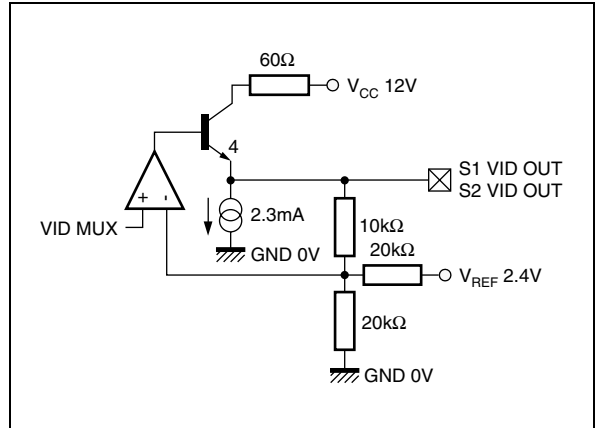 60Ω
V_CC 12V
4
S1 VID OUT
S2 VID OUT
+ -
VID MUX
2.3mA
10kΩ
GND 0V
20kΩ
V_REF 2.4V
20kΩ
GND 0V